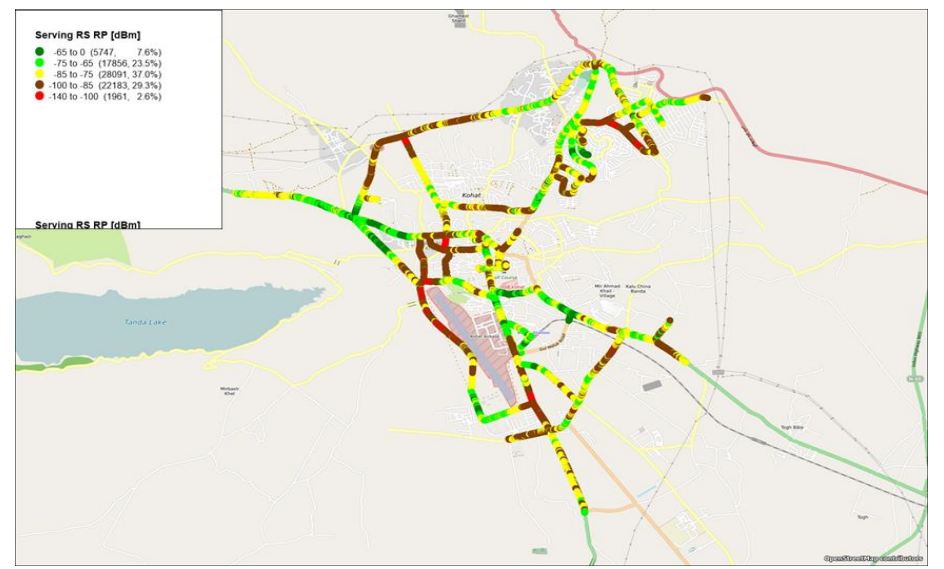 Serving RS RP [dBm]
-65 to 0 (5747, 7.6%)
-75 to -65 (17856, 23.5%)
-85 to -75 (28091, 37.0%)
-100 to -85 (22183, 29.3%)
-140 to -100 (1961, 2.6%)
Serving RS RP [dBm]
Kohat
Mir Ahmad
Khail
Village
Kalu China
Banda
Tanda Lake
Togh Bala
Togh
OpenStreetMap contributors